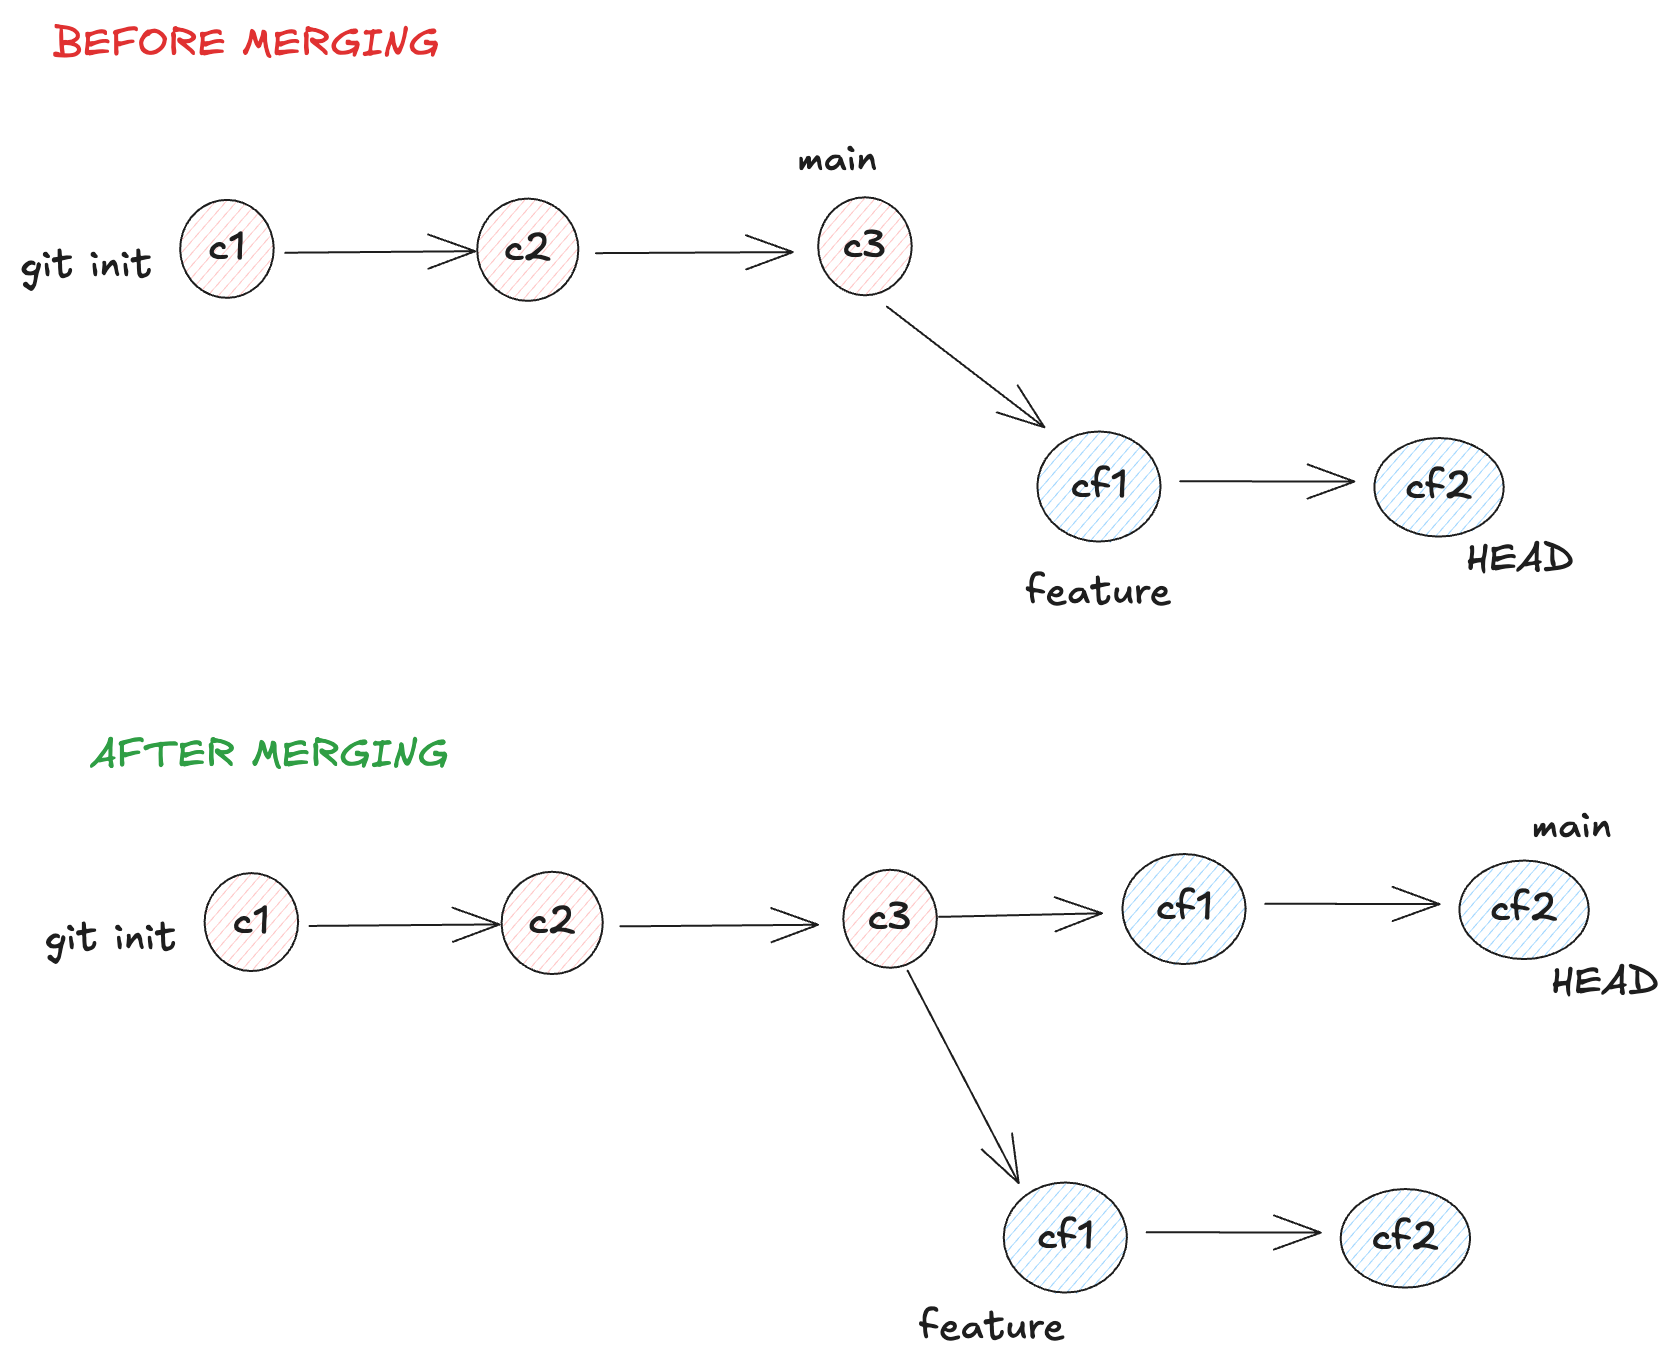 BEFORE MERGING
main
git init
c1
c2
c3
cf1
cf2
HEAD
feature
AFTER MERGING
main
git init
c1
c2
c3
cf1
cf2
HEAD
cf1
cf2
feature